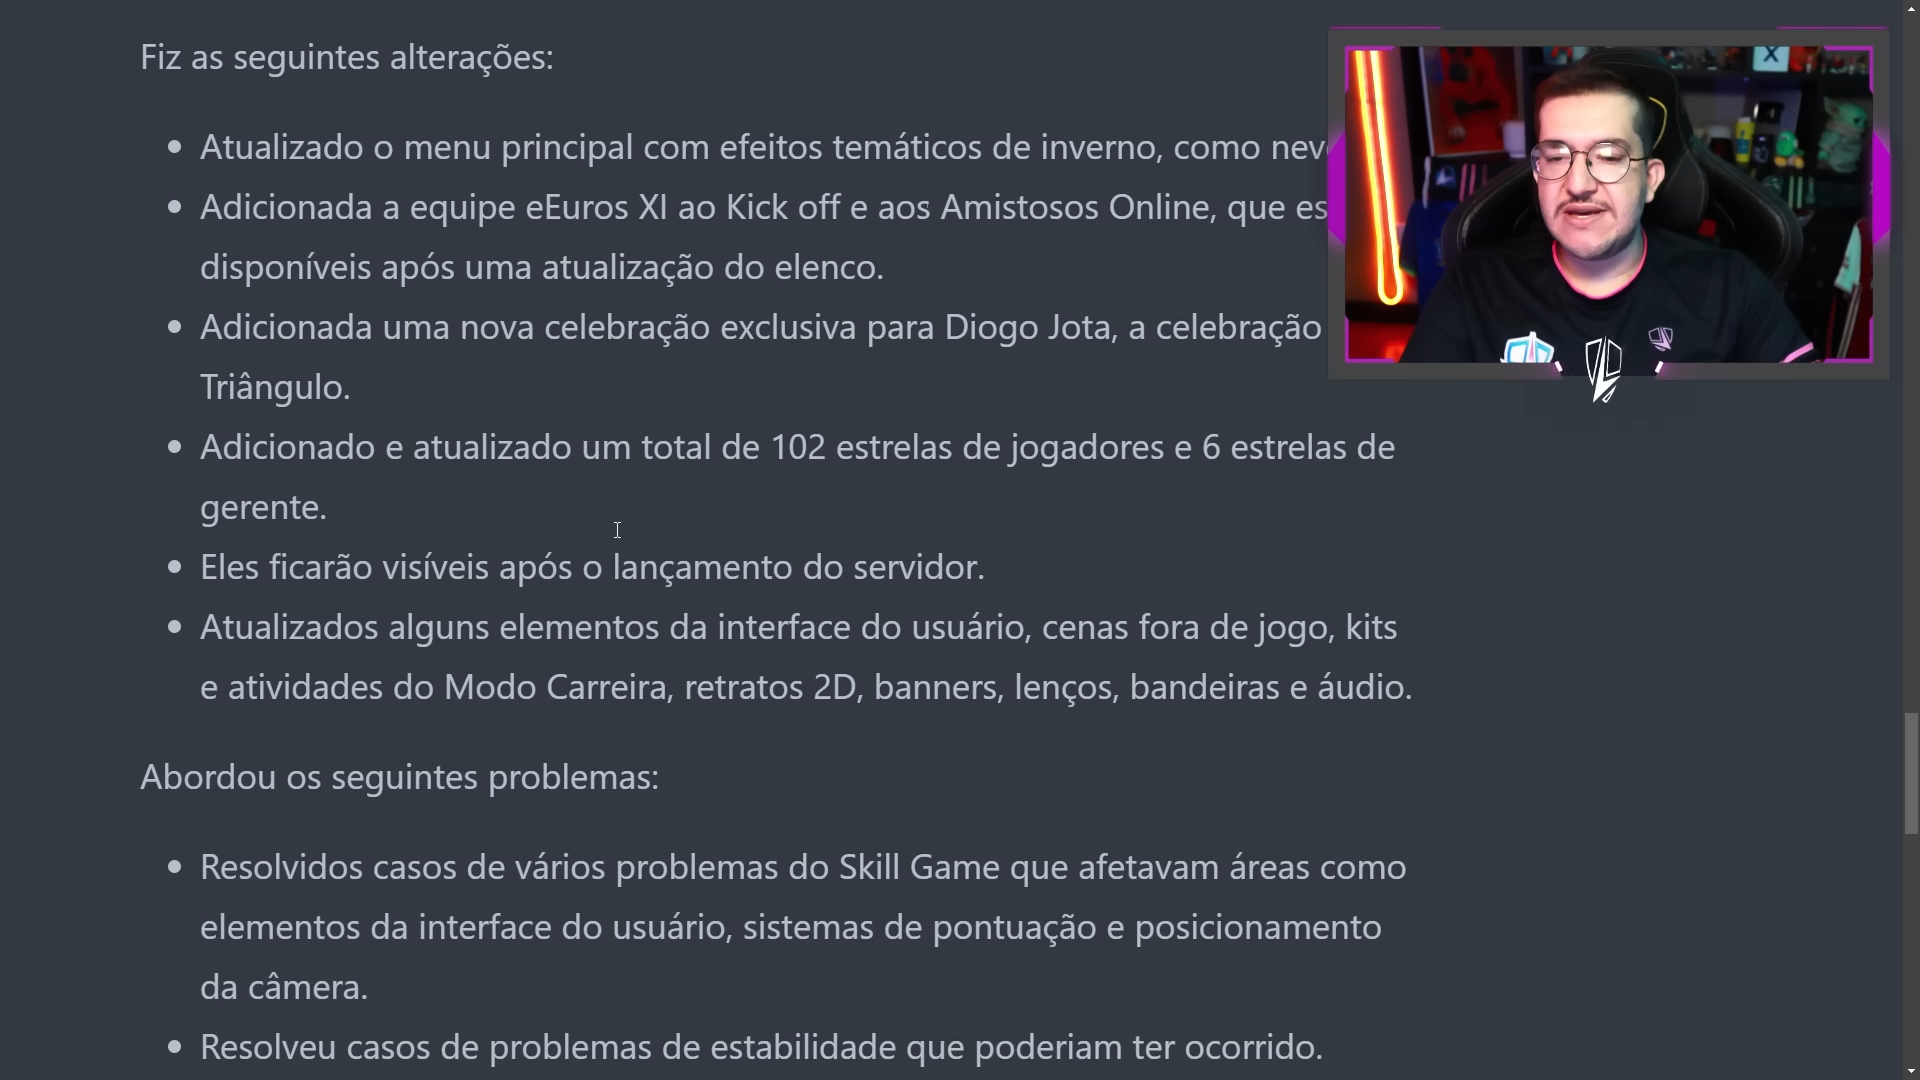 Fiz as seguintes alterações:
• Atualizado o menu principal com efeitos temáticos de inverno, como
• Adicionada a equipe eEuros XI ao Kick off e aos Amistosos Online, que
disponíveis após uma atualização do elenco.
• Adicionada uma nova celebração exclusiva para Diogo Jota, a celebração
Triângulo.
• Adicionado e atualizado um total de 102 estrelas de jogadores e 6 estrelas de
gerente.
• Eles ficarão visíveis após o lançamento do servidor.
• Atualizados alguns elementos da interface do usuário, cenas fora de jogo, kits
e atividades do Modo Carreira, retratos 2D, banners, lenços, bandeiras e áudio.
Abordou os seguintes problemas:
• Resolvidos casos de vários problemas do Skill Game que afetavam áreas como
elementos da interface do usuário, sistemas de pontuação e posicionamento
da câmera.
• Resolveu casos de problemas de estabilidade que poderiam ter ocorrido.